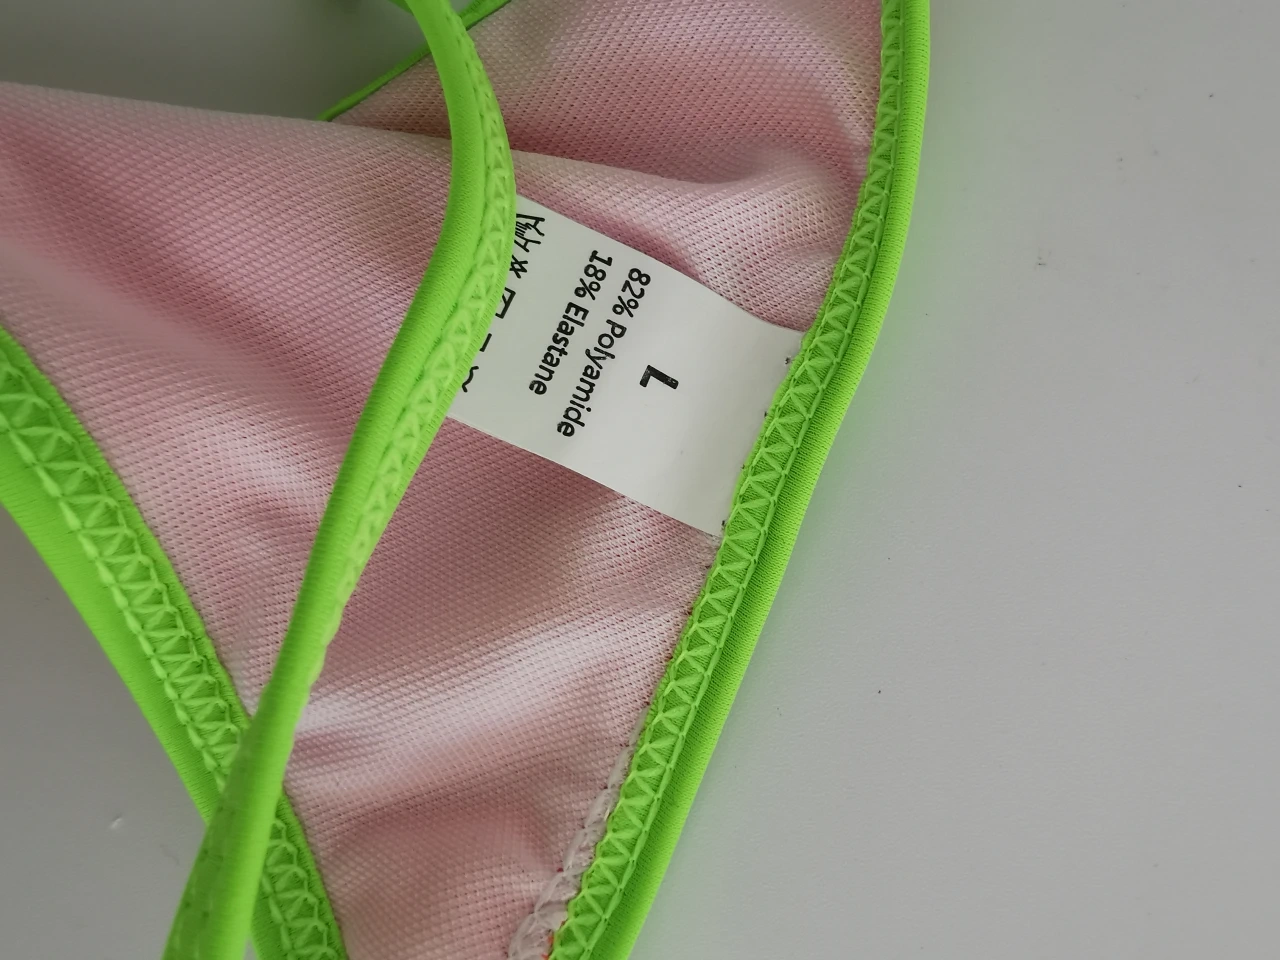 L
82% Polyamide
18% Elastane